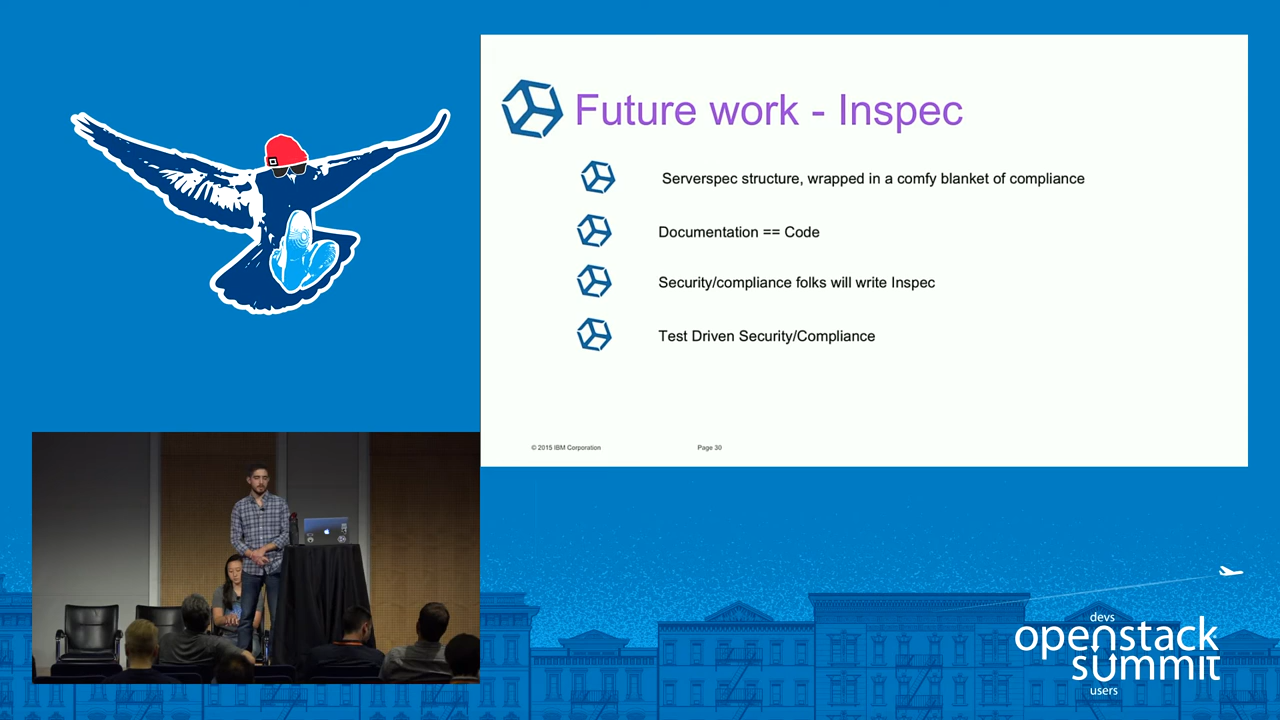 Future work - Inspec
Serverspec structure, wrapped in a comfy blanket of compliance
Documentation == Code
Security/compliance folks will write Inspec
Test Driven Security/Compliance
© 2015 IBM Corporation
Page 30
devs
openstack
summit
users